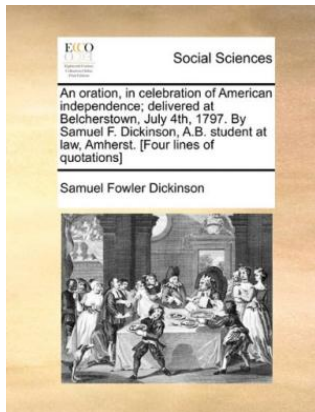 ECCO
Social Sciences
An oration, in celebration of American
independence; delivered at
Belcherstown, July 4th, 1797. By
Samuel F. Dickinson, A.B. student at
law, Amherst. [Four lines of
quotations]
Samuel Fowler Dickinson